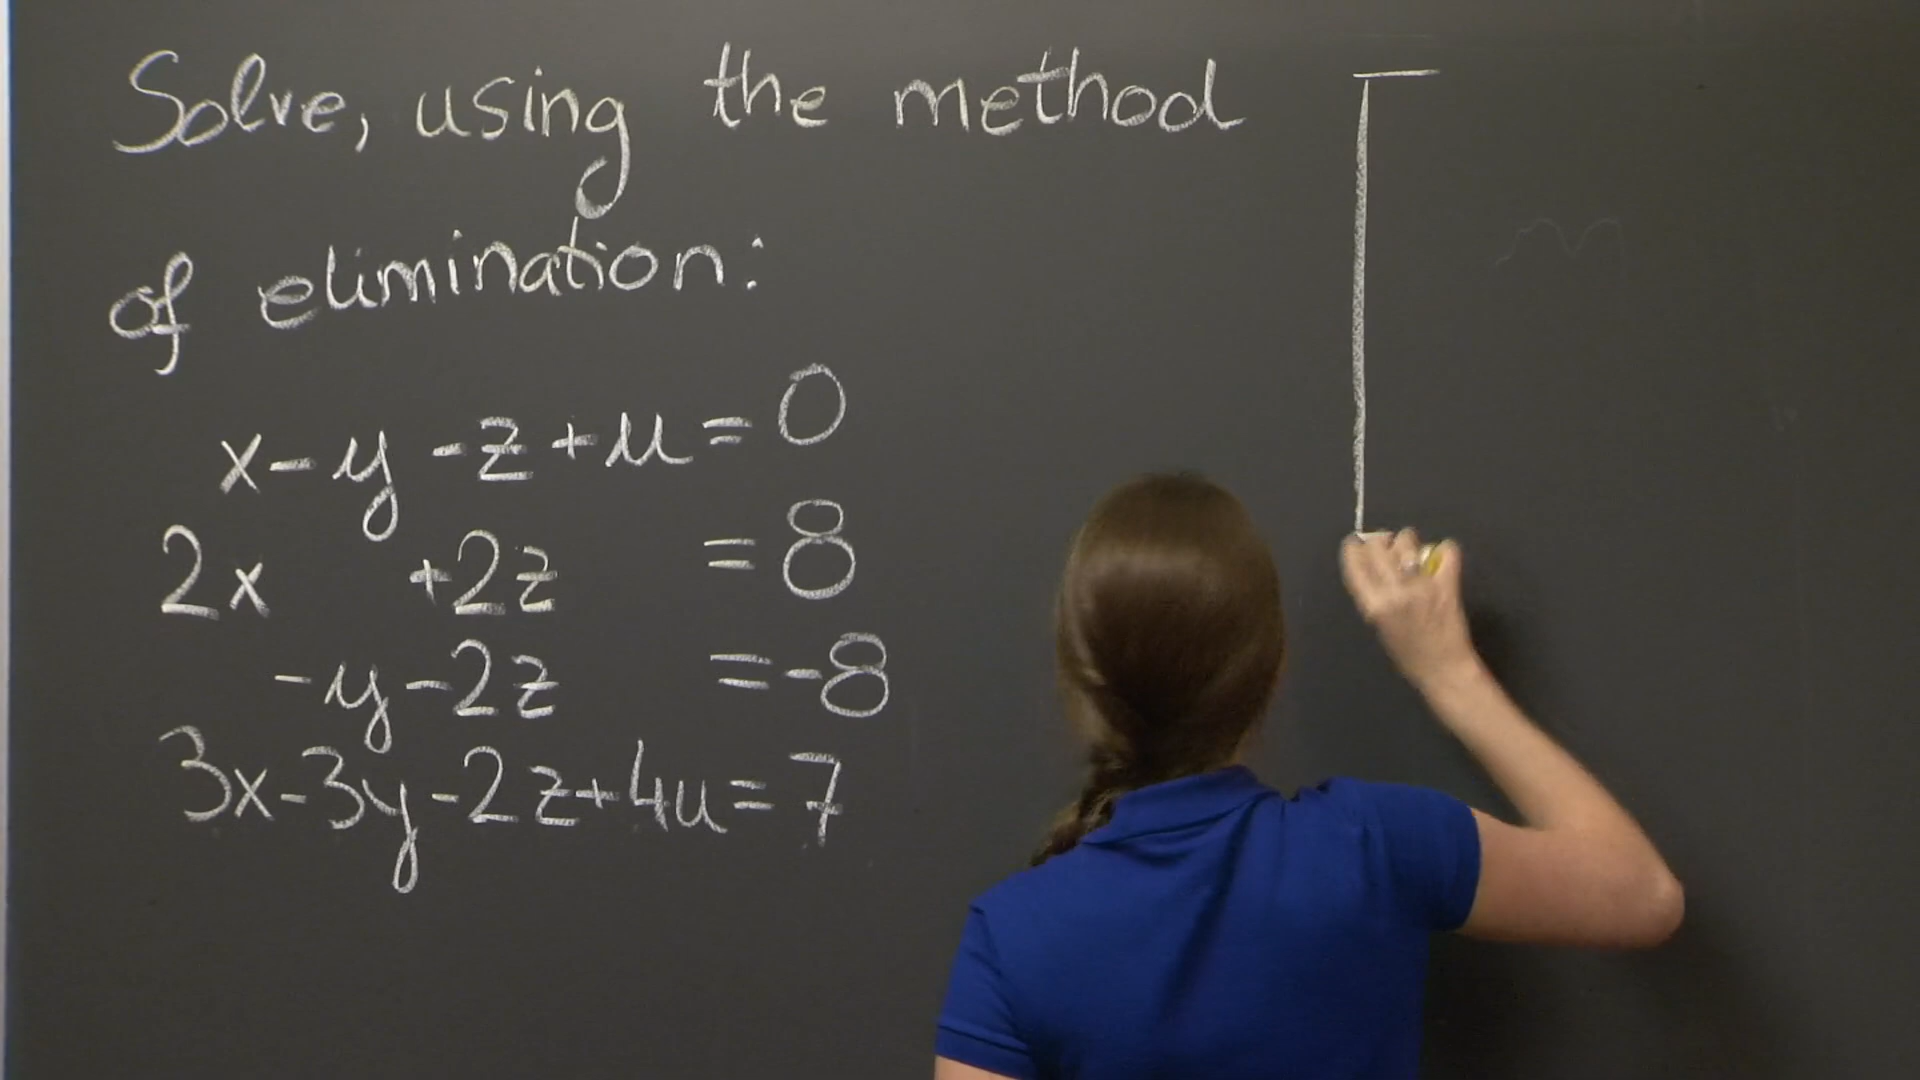 Solve, using the method
of elimination:
x-y-z+u=0
2x +2z =8
-y-2z =-8
3x-3y-2z+4u=7